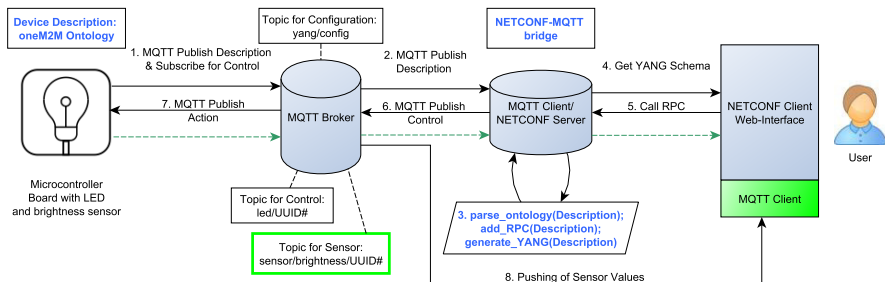 Device Description:
oneM2M Ontology
Topic for Configuration:
yang/config
NETCONF-MQTT
bridge
1. MQTT Publish Description
& Subscribe for Control
2. MQTT Publish
Description
4. Get YANG Schema
7. MQTT Publish
Action
MQTT Broker
6. MQTT Publish
Control
MQTT Client/
NETCONF Server
5. Call RPC
NETCONF Client
Web-Interface
User
Microcontroller
Board with LED
and brightness sensor
Topic for Control:
led/UUID#
MQTT Client
3. parse_ontology(Description);
add_RPC(Description);
generate_YANG(Description)
Topic for Sensor:
sensor/brightness/UUID#
8. Pushing of Sensor Values